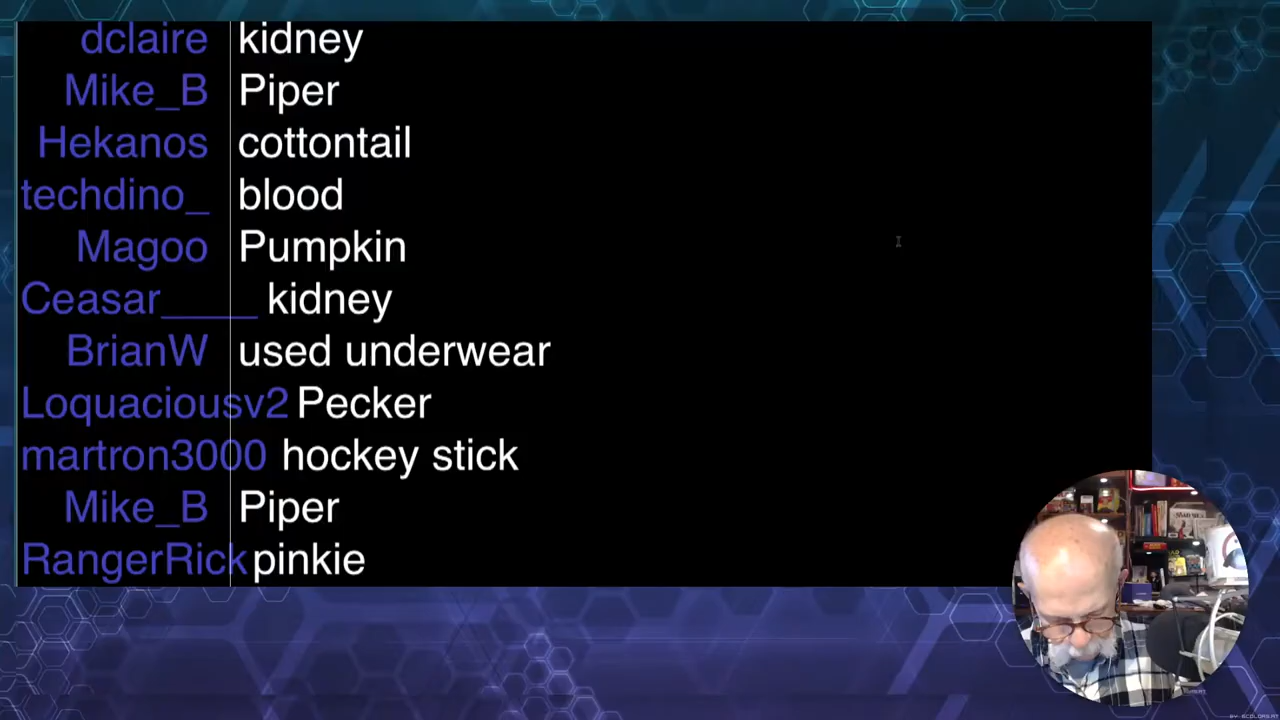 dclaire kidney
Mike_B Piper
Hekanos cottontail
techdino_ blood
Magoo Pumpkin
Ceasar____ kidney
BrianW used underwear
Loquaciousv2 Pecker
martron3000 hockey stick
Mike_B Piper
RangerRick pinkie